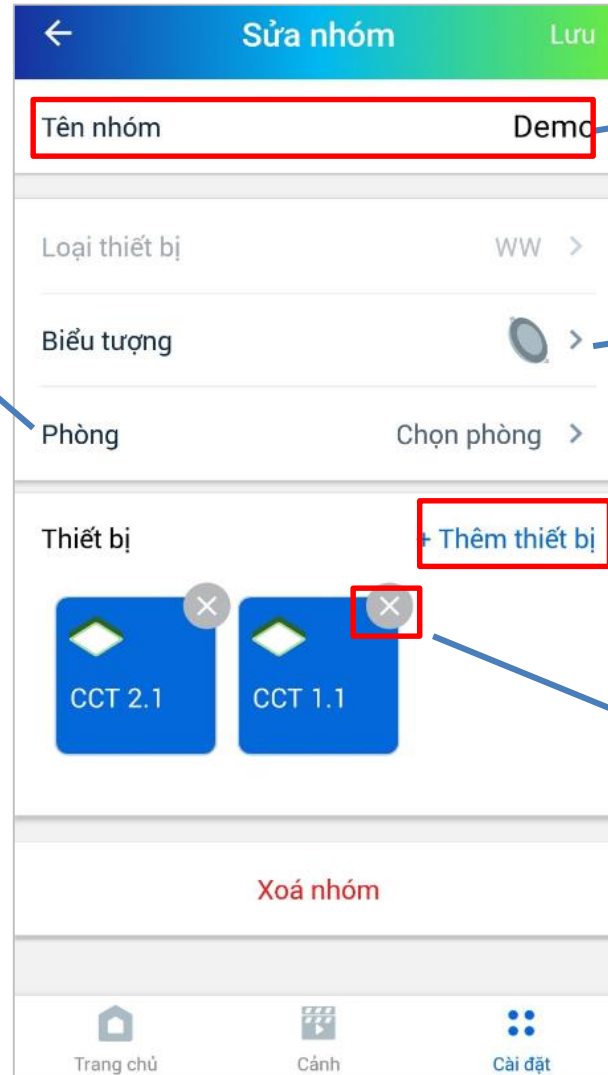 Sửa nhóm Lưu
Tên nhóm Demo
Loại thiết bị WW
Biểu tượng
Phòng Chọn phòng
Thiết bị + Thêm thiết bị
CCT 2.1 CCT 1.1
Xoá nhóm
Trang chủ Cảnh Cài đặt